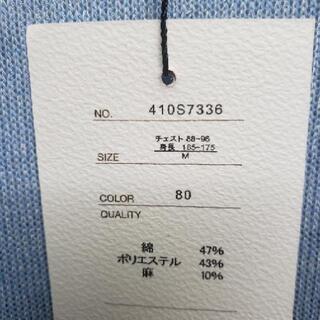 NO. 410S7336
チェスト 88-96
身長 165-175
SIZE M
COLOR 80
QUALITY
綿 47%
ポリエステル 43%
麻 10%